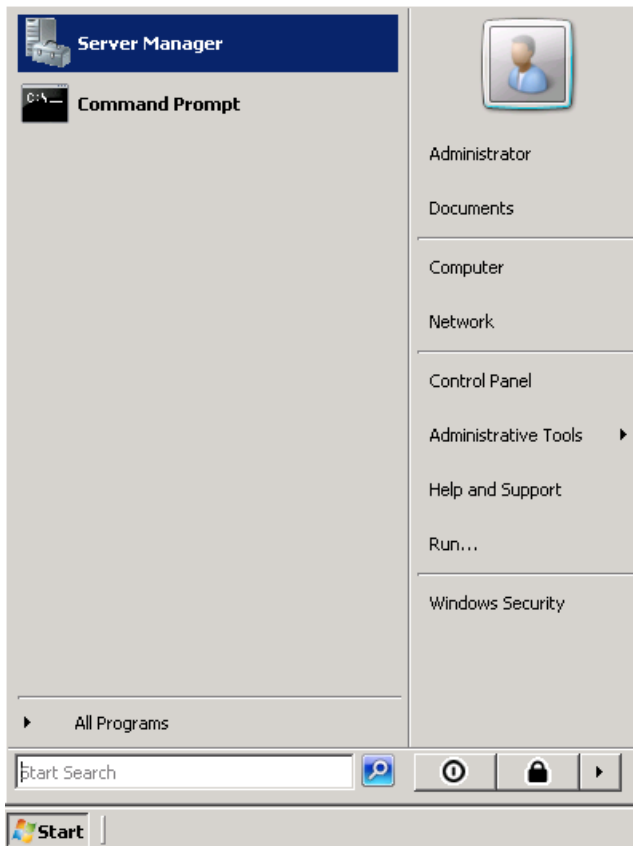 Server Manager
C:\
Command Prompt
Administrator
Documents
Computer
Network
Control Panel
Administrative Tools
Help and Support
Run...
Windows Security
All Programs
Start Search
Start